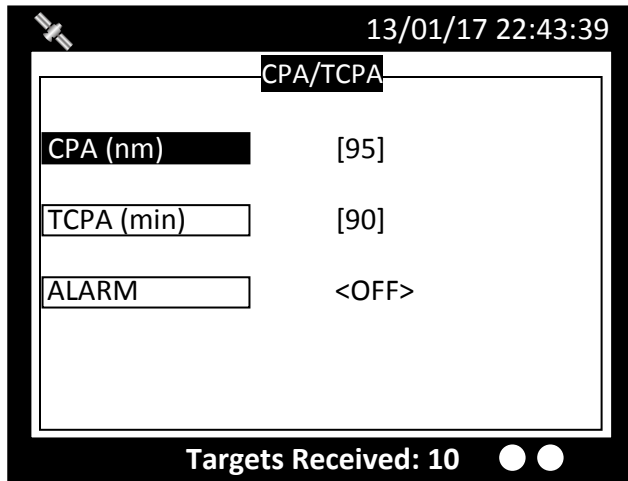 13/01/17 22:43:39
CPA/TCPA
CPA (nm) [95]
TCPA (min) [90]
ALARM <OFF>
Targets Received: 10